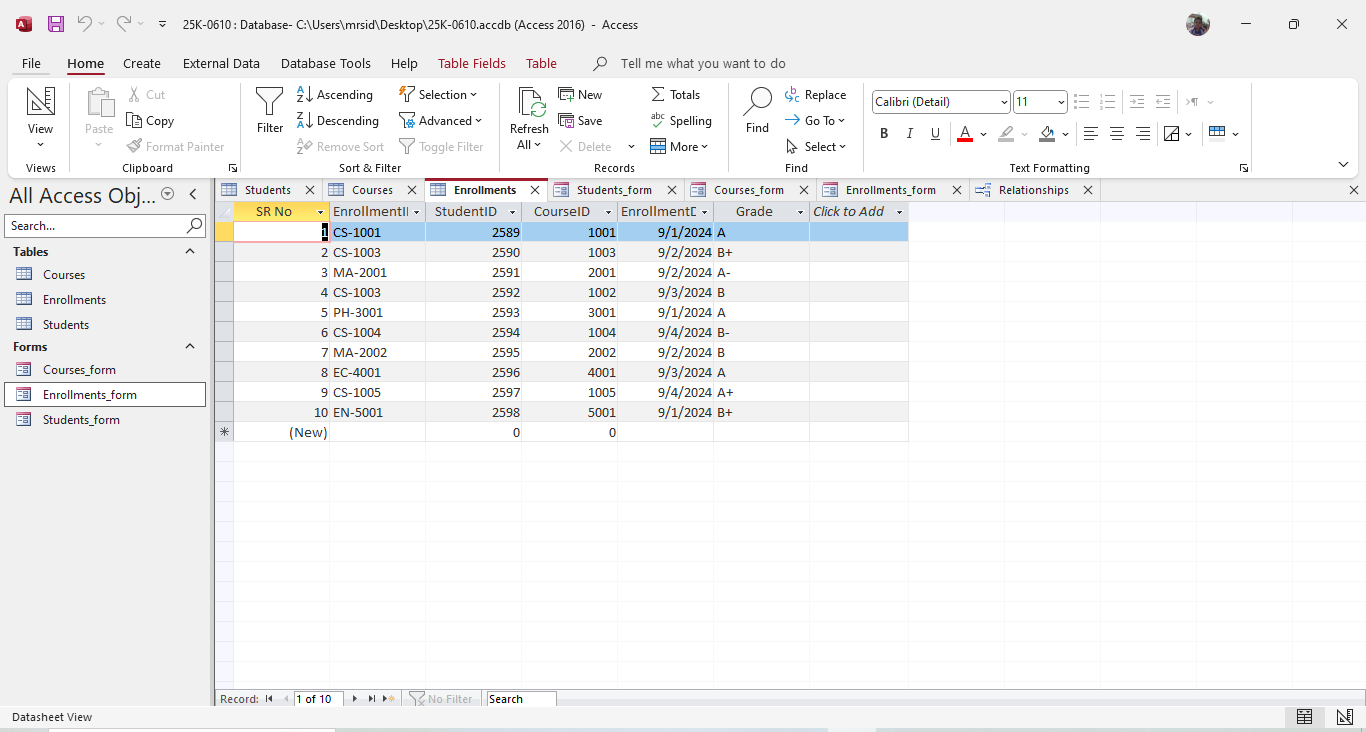 25K-0610 : Database- C:\Users\mrsid\Desktop\25K-0610.accdb (Access 2016) - Access
File Home Create External Data Database Tools Help Table Fields Table Tell me what you want to do
View
Views
Paste
Cut
Copy
Format Painter
Clipboard
Filter
Ascending
Descending
Remove Sort
Selection
Advanced
Toggle Filter
Sort & Filter
Refresh All
New
Save
Delete
Totals
Spelling
More
Records
Find
Replace
Go To
Select
Find
Calibri (Detail) 11
B I U
Text Formatting
All Access Obj...
Search...
Tables
Courses
Enrollments
Students
Forms
Courses_form
Enrollments_form
Students_form
Students Courses Enrollments Students_form Courses_form Enrollments_form Relationships
SR No EnrollmentI StudentID CourseID EnrollmentD Grade Click to Add
1 CS-1001 2589 1001 9/1/2024 A
2 CS-1003 2590 1003 9/2/2024 B+
3 MA-2001 2591 2001 9/2/2024 A-
4 CS-1003 2592 1002 9/3/2024 B
5 PH-3001 2593 3001 9/1/2024 A
6 CS-1004 2594 1004 9/4/2024 B-
7 MA-2002 2595 2002 9/2/2024 B
8 EC-4001 2596 4001 9/3/2024 A
9 CS-1005 2597 1005 9/4/2024 A+
10 EN-5001 2598 5001 9/1/2024 B+
(New) 0 0
Record: 1 of 10 No Filter Search
Datasheet View